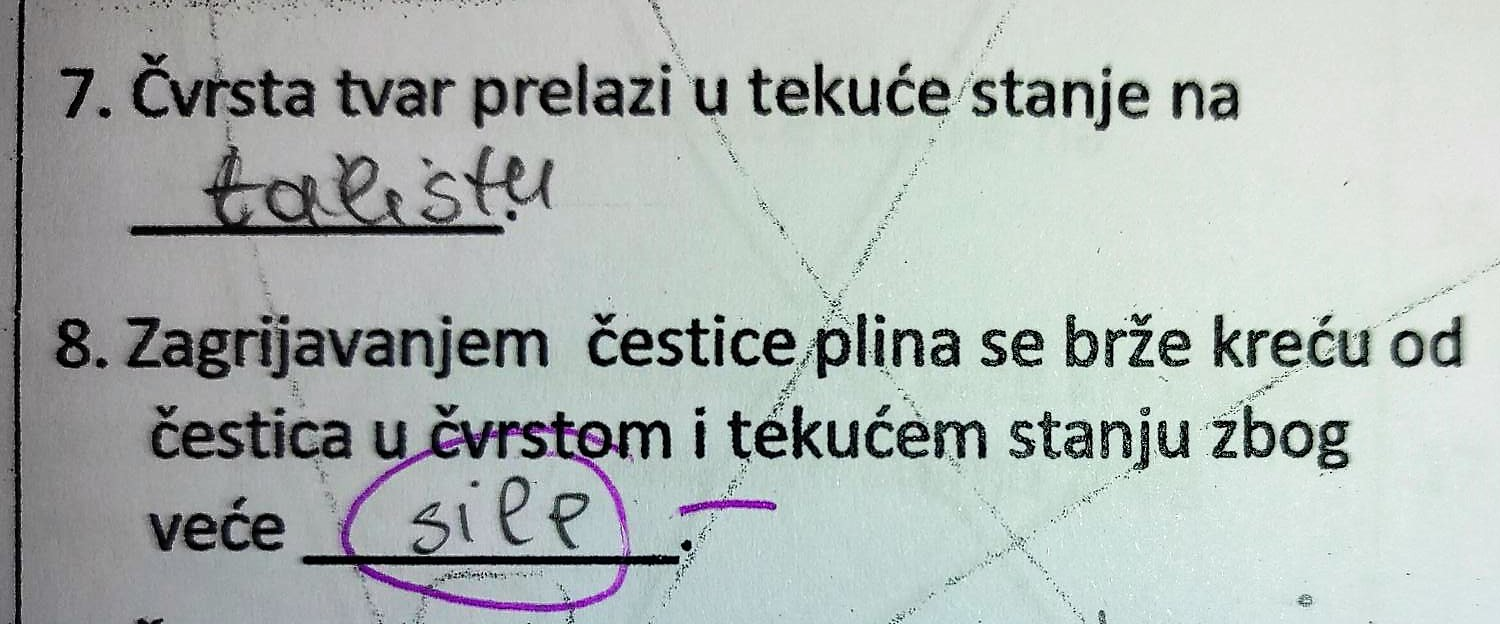 7. Čvrsta tvar prelazi u tekuće stanje na
talištu.
8. Zagrijavanjem čestice plina se brže kreću od
čestica u čvrstom i tekućem stanju zbog
veće sile.